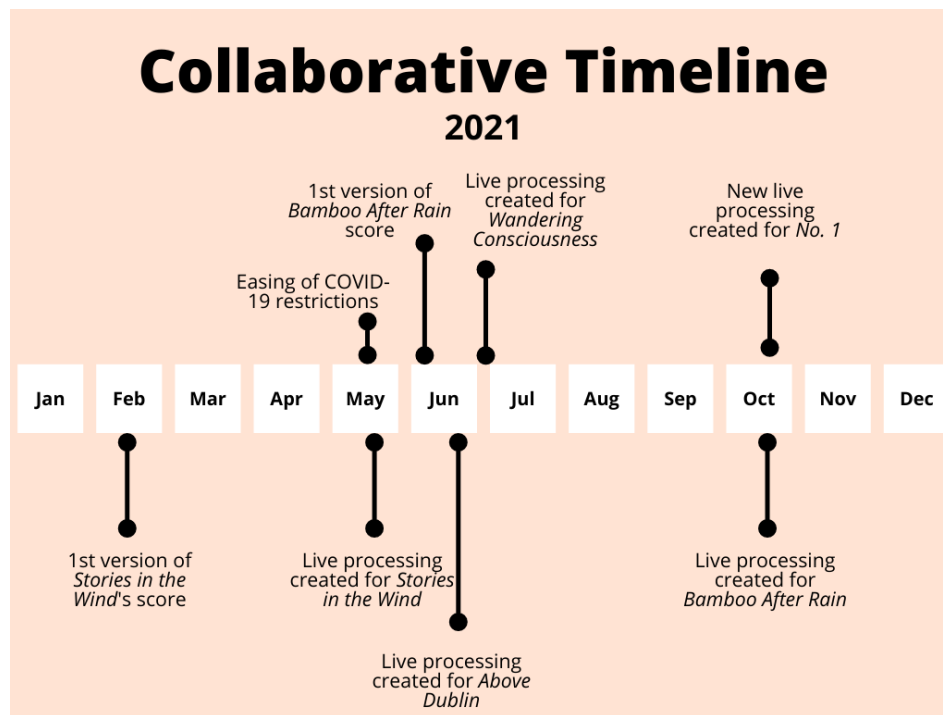 Collaborative Timeline
2021
1st version of
Bamboo After Rain
score
Live processing
created for
Wandering
Consciousness
New live
processing
created for No. 1
Easing of COVID-
19 restrictions
Jan
Feb
Mar
Apr
May
Jun
Jul
Aug
Sep
Oct
Nov
Dec
1st version of
Stories in the
Wind's score
Live processing
created for Stories
in the Wind
Live processing
created for
Bamboo After Rain
Live processing
created for Above
Dublin